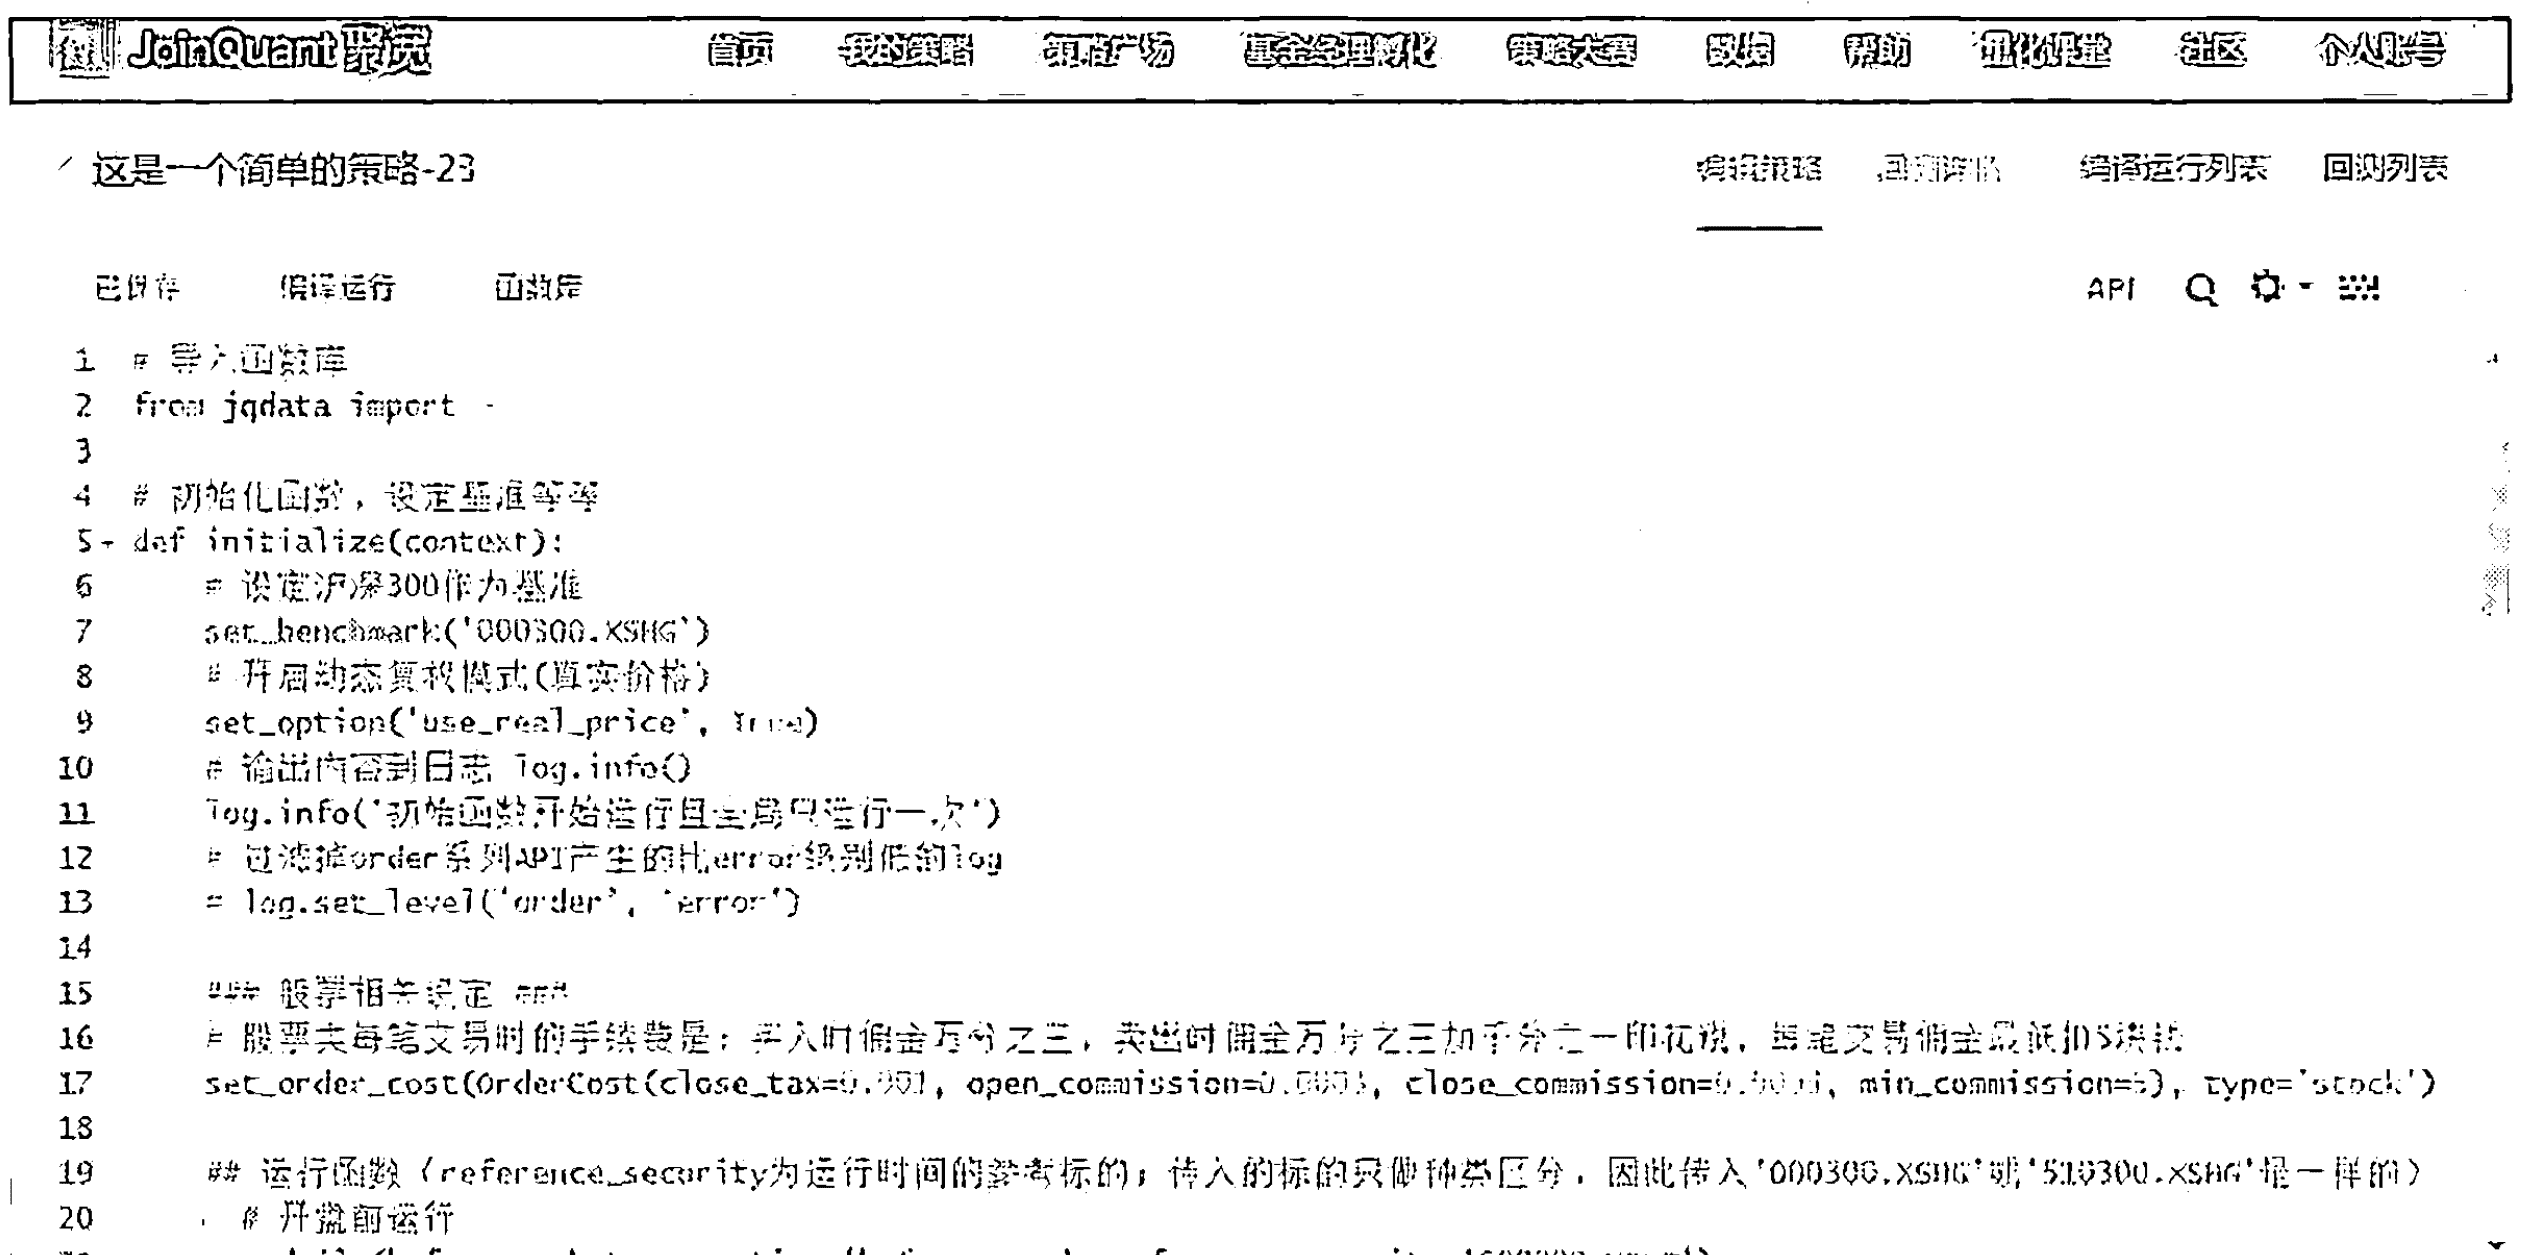 JoinQuant 聚宽 首页 我的策略 策略广场 基金经理孵化 策略大赛 数据 帮助 量化课堂 社区 个人账号
这是一个简单的策略-23 编辑策略 回测详情 编译运行列表 回测列表
已保存 编译运行 函数库 API
1 # 导入函数库
2 from jqdata import
3
4 # 初始化函数，设定基准等等
5 def initialize(context):
6 # 设定沪深300作为基准
7 set_benchmark('000300.XSHG')
8 # 开启动态复权模式(真实价格)
9 set_option('use_real_price', True)
10 # 输出内容到日志 log.info()
11 log.info('初始函数开始运行且全局只运行一次')
12 # 过滤掉order系列API产生的比error级别低的log
13 # log.set_level('order', 'error')
14
15 ### 股票相关设定 ###
16 # 股票类每笔交易时的手续费是：买入时佣金万分之三，卖出时佣金万分之三加千分之一印花税，每笔交易佣金最低扣5块钱
17 set_order_cost(OrderCost(close_tax=0.001, open_commission=0.0003, close_commission=0.0003, min_commission=5), type='stock')
18
19 ## 运行函数（reference_security为运行时间的参考标的；传入的标的只做种类区分，因此传入'000300.XSHG'或'510300.XSHG'是一样的）
20 # 开盘前运行